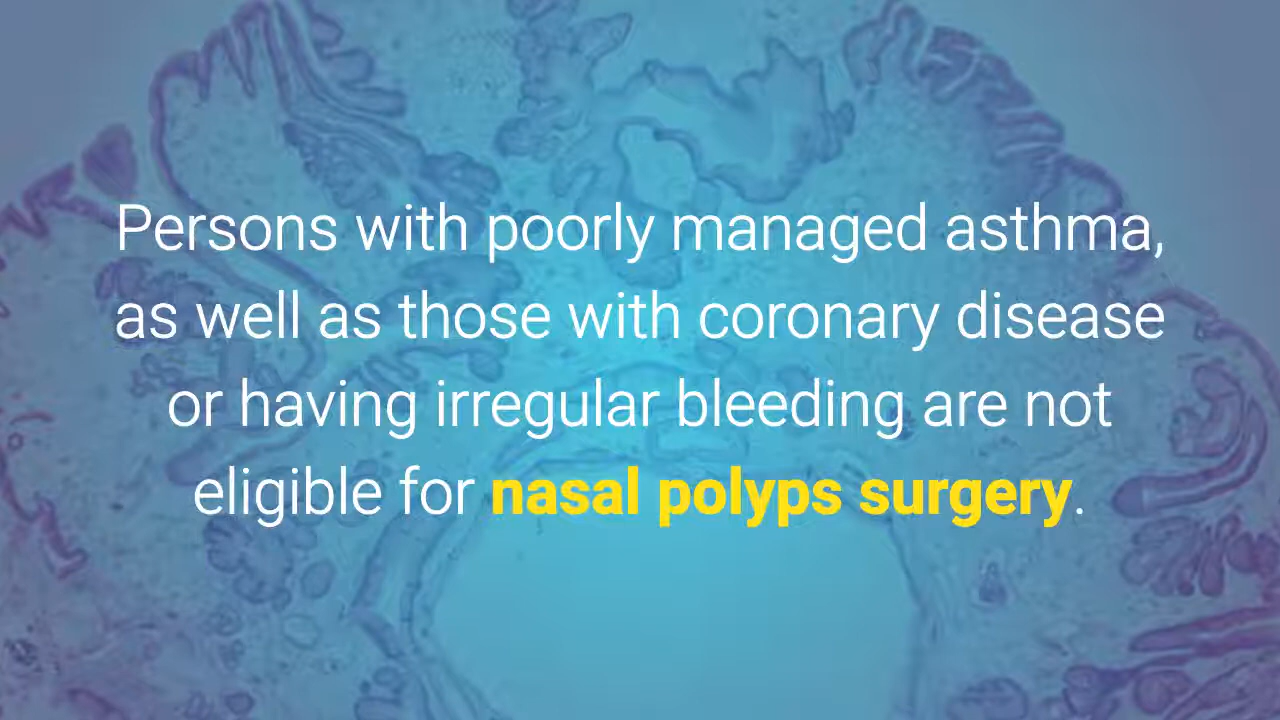 Persons with poorly managed asthma,
as well as those with coronary disease
or having irregular bleeding are not
eligible for nasal polyps surgery.